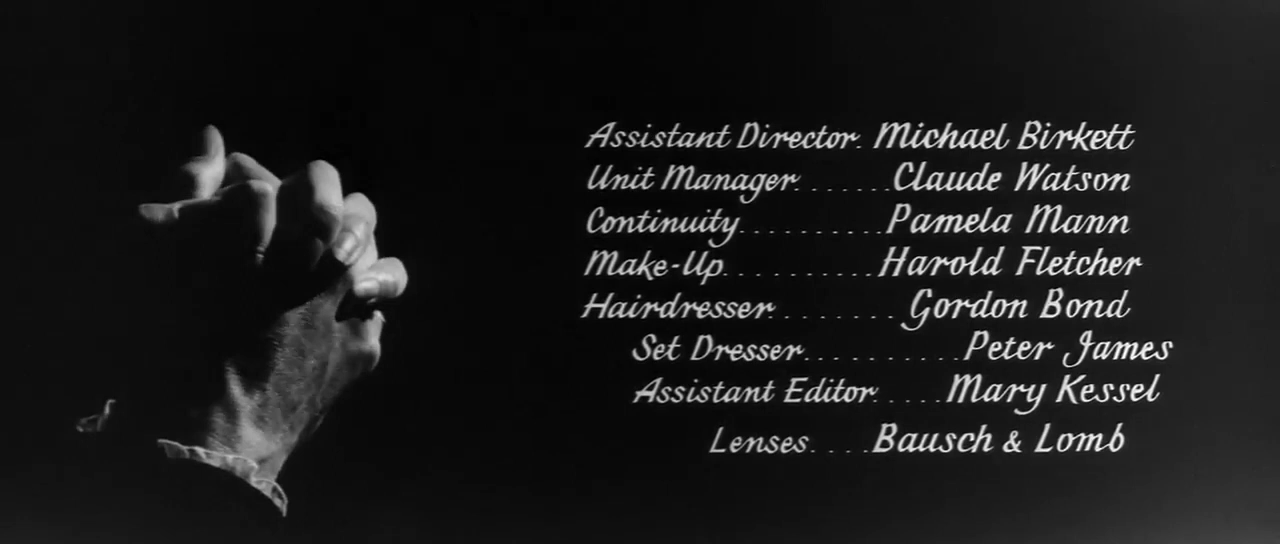 Assistant Director. Michael Birkett
Unit Manager. . . . . . . Claude Watson
Continuity. . . . . . . . . . Pamela Mann
Make-Up. . . . . . . . . . Harold Fletcher
Hairdresser. . . . . . . . Gordon Bond
Set Dresser. . . . . . . . . . Peter James
Assistant Editor. . . . . Mary Kessel
Lenses. . . . Bausch & Lomb